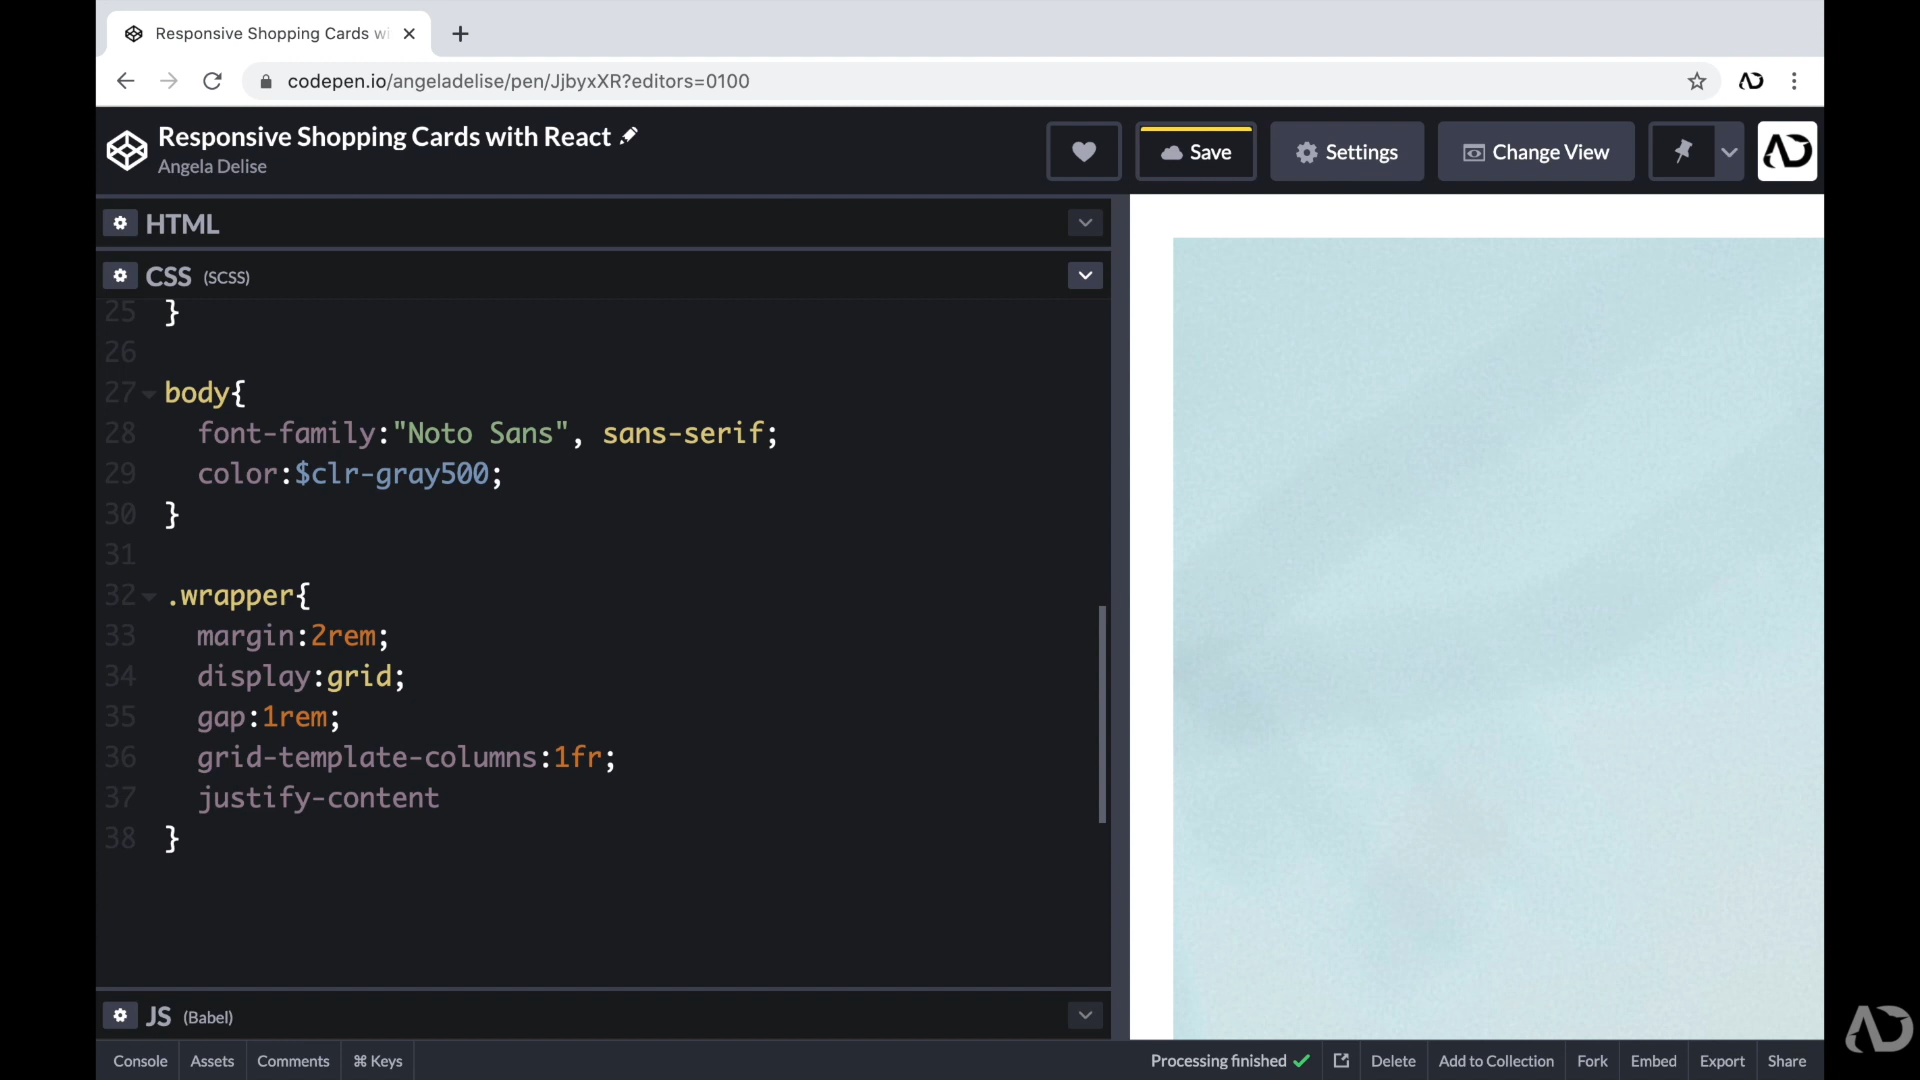 Responsive Shopping Cards wi
codepen.io/angeladelise/pen/JjbyxXR?editors=0100
Responsive Shopping Cards with React
Angela Delise
Save
Settings
Change View
HTML
CSS (SCSS)
25 }
26
27 body{
28 font-family:"Noto Sans", sans-serif;
29 color:$clr-gray500;
30 }
31
32 .wrapper{
33 margin:2rem;
34 display:grid;
35 gap:1rem;
36 grid-template-columns:1fr;
37 justify-content
38 }
JS (Babel)
Console Assets Comments ⌘ Keys Processing finished Delete Add to Collection Fork Embed Export Share